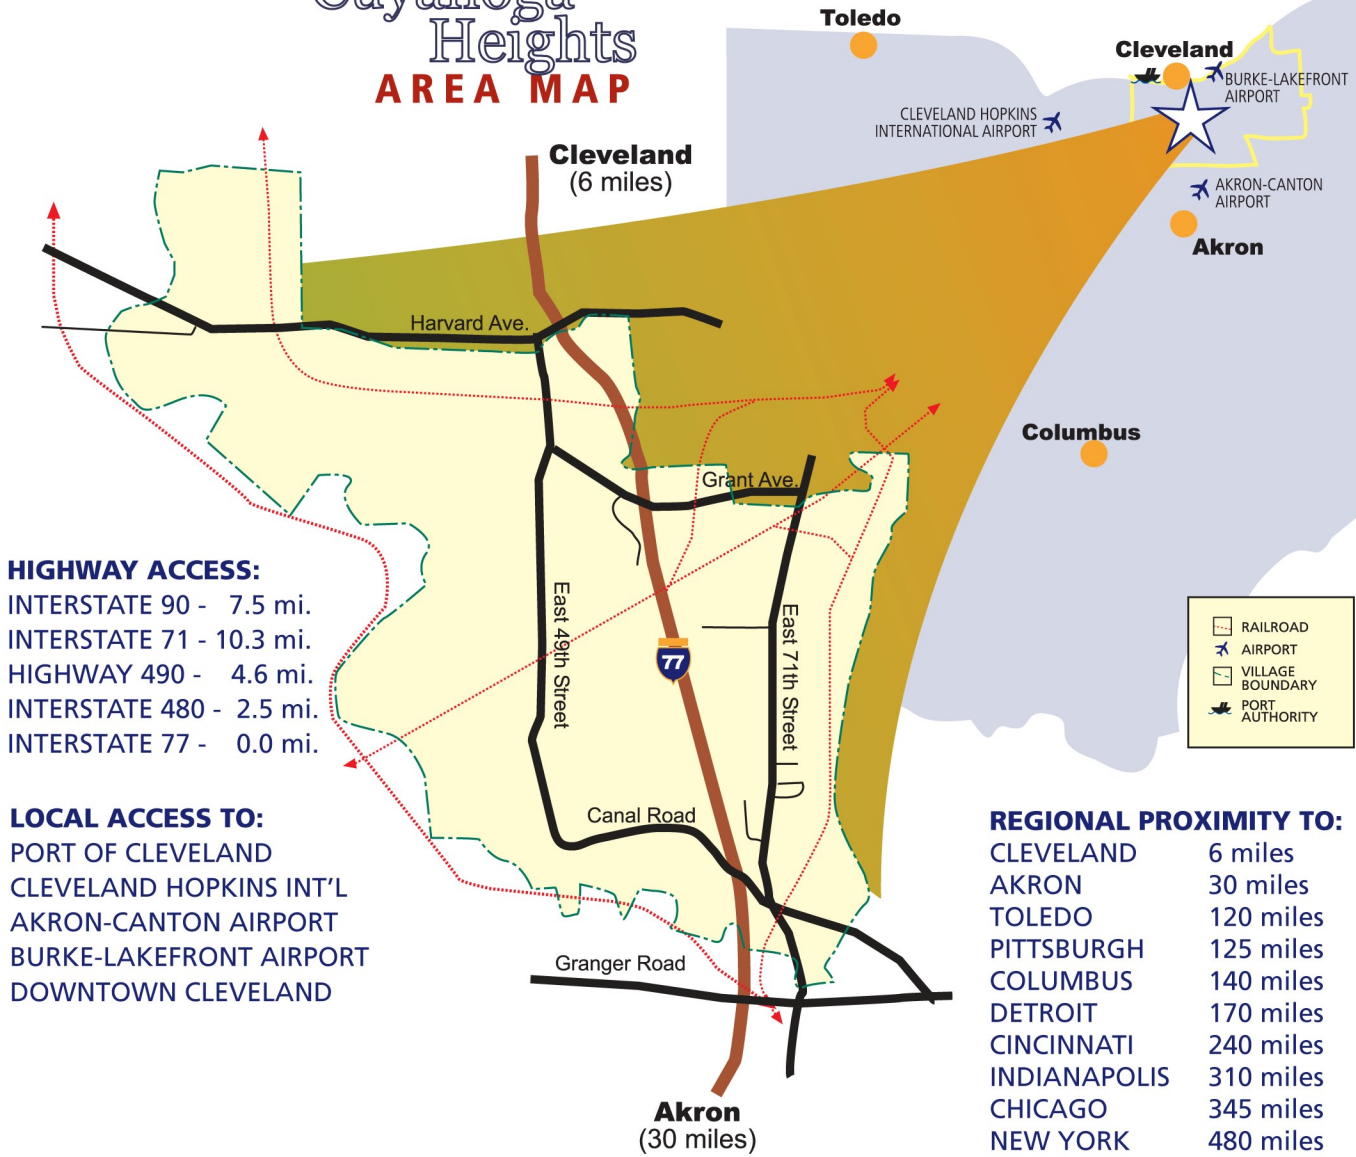 Cuyahoga
Heights
AREA MAP
Toledo
Cleveland
BURKE-LAKEFRONT
AIRPORT
CLEVELAND HOPKINS
INTERNATIONAL AIRPORT
AKRON-CANTON
AIRPORT
Akron
Columbus
Cleveland
(6 miles)
Harvard Ave.
Grant Ave.
East 49th Street
East 71th Street
77
Canal Road
Granger Road
Akron
(30 miles)
HIGHWAY ACCESS:
INTERSTATE 90 - 7.5 mi.
INTERSTATE 71 - 10.3 mi.
HIGHWAY 490 - 4.6 mi.
INTERSTATE 480 - 2.5 mi.
INTERSTATE 77 - 0.0 mi.
LOCAL ACCESS TO:
PORT OF CLEVELAND
CLEVELAND HOPKINS INT'L
AKRON-CANTON AIRPORT
BURKE-LAKEFRONT AIRPORT
DOWNTOWN CLEVELAND
RAILROAD
AIRPORT
VILLAGE
BOUNDARY
PORT
AUTHORITY
REGIONAL PROXIMITY TO:
CLEVELAND 6 miles
AKRON 30 miles
TOLEDO 120 miles
PITTSBURGH 125 miles
COLUMBUS 140 miles
DETROIT 170 miles
CINCINNATI 240 miles
INDIANAPOLIS 310 miles
CHICAGO 345 miles
NEW YORK 480 miles